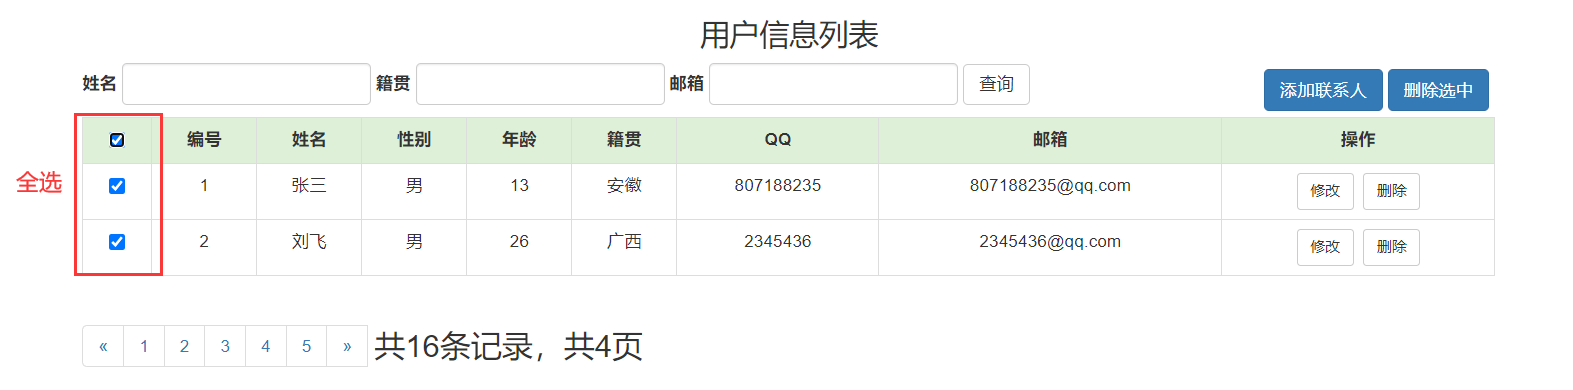 用户信息列表
姓名 籍贯 邮箱 查询 添加联系人 删除选中
编号 姓名 性别 年龄 籍贯 QQ 邮箱 操作
全选
1 张三 男 13 安徽 807188235 807188235@qq.com 修改 删除
2 刘飞 男 26 广西 2345436 2345436@qq.com 修改 删除
« 1 2 3 4 5 » 共16条记录，共4页